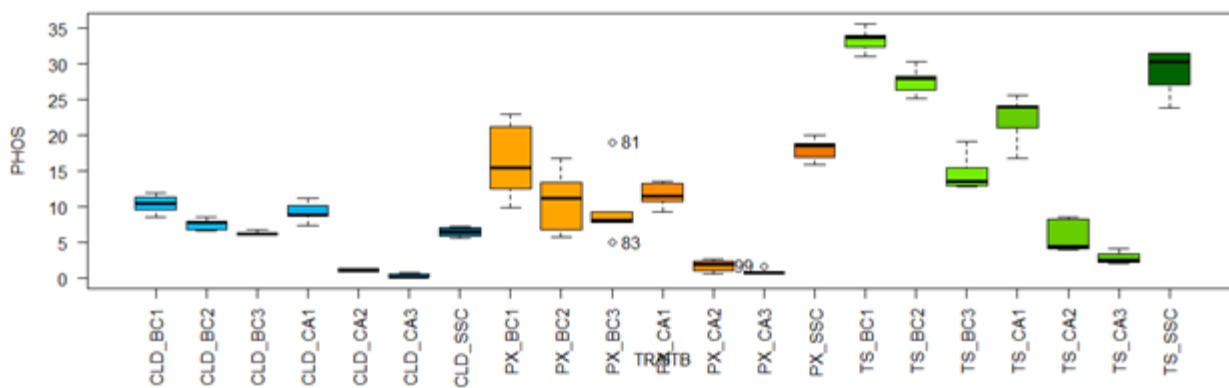 PHOS
35
30
25
20
15
10
5
0
81
83
99
CLD_BC1
CLD_BC2
CLD_BC3
CLD_CA1
CLD_CA2
CLD_CA3
CLD_SSC
PX_BC1
PX_BC2
PX_BC3
PX_CA1
PX_CA2
PX_CA3
PX_SSC
TS_BC1
TS_BC2
TS_BC3
TS_CA1
TS_CA2
TS_CA3
TS_SSC